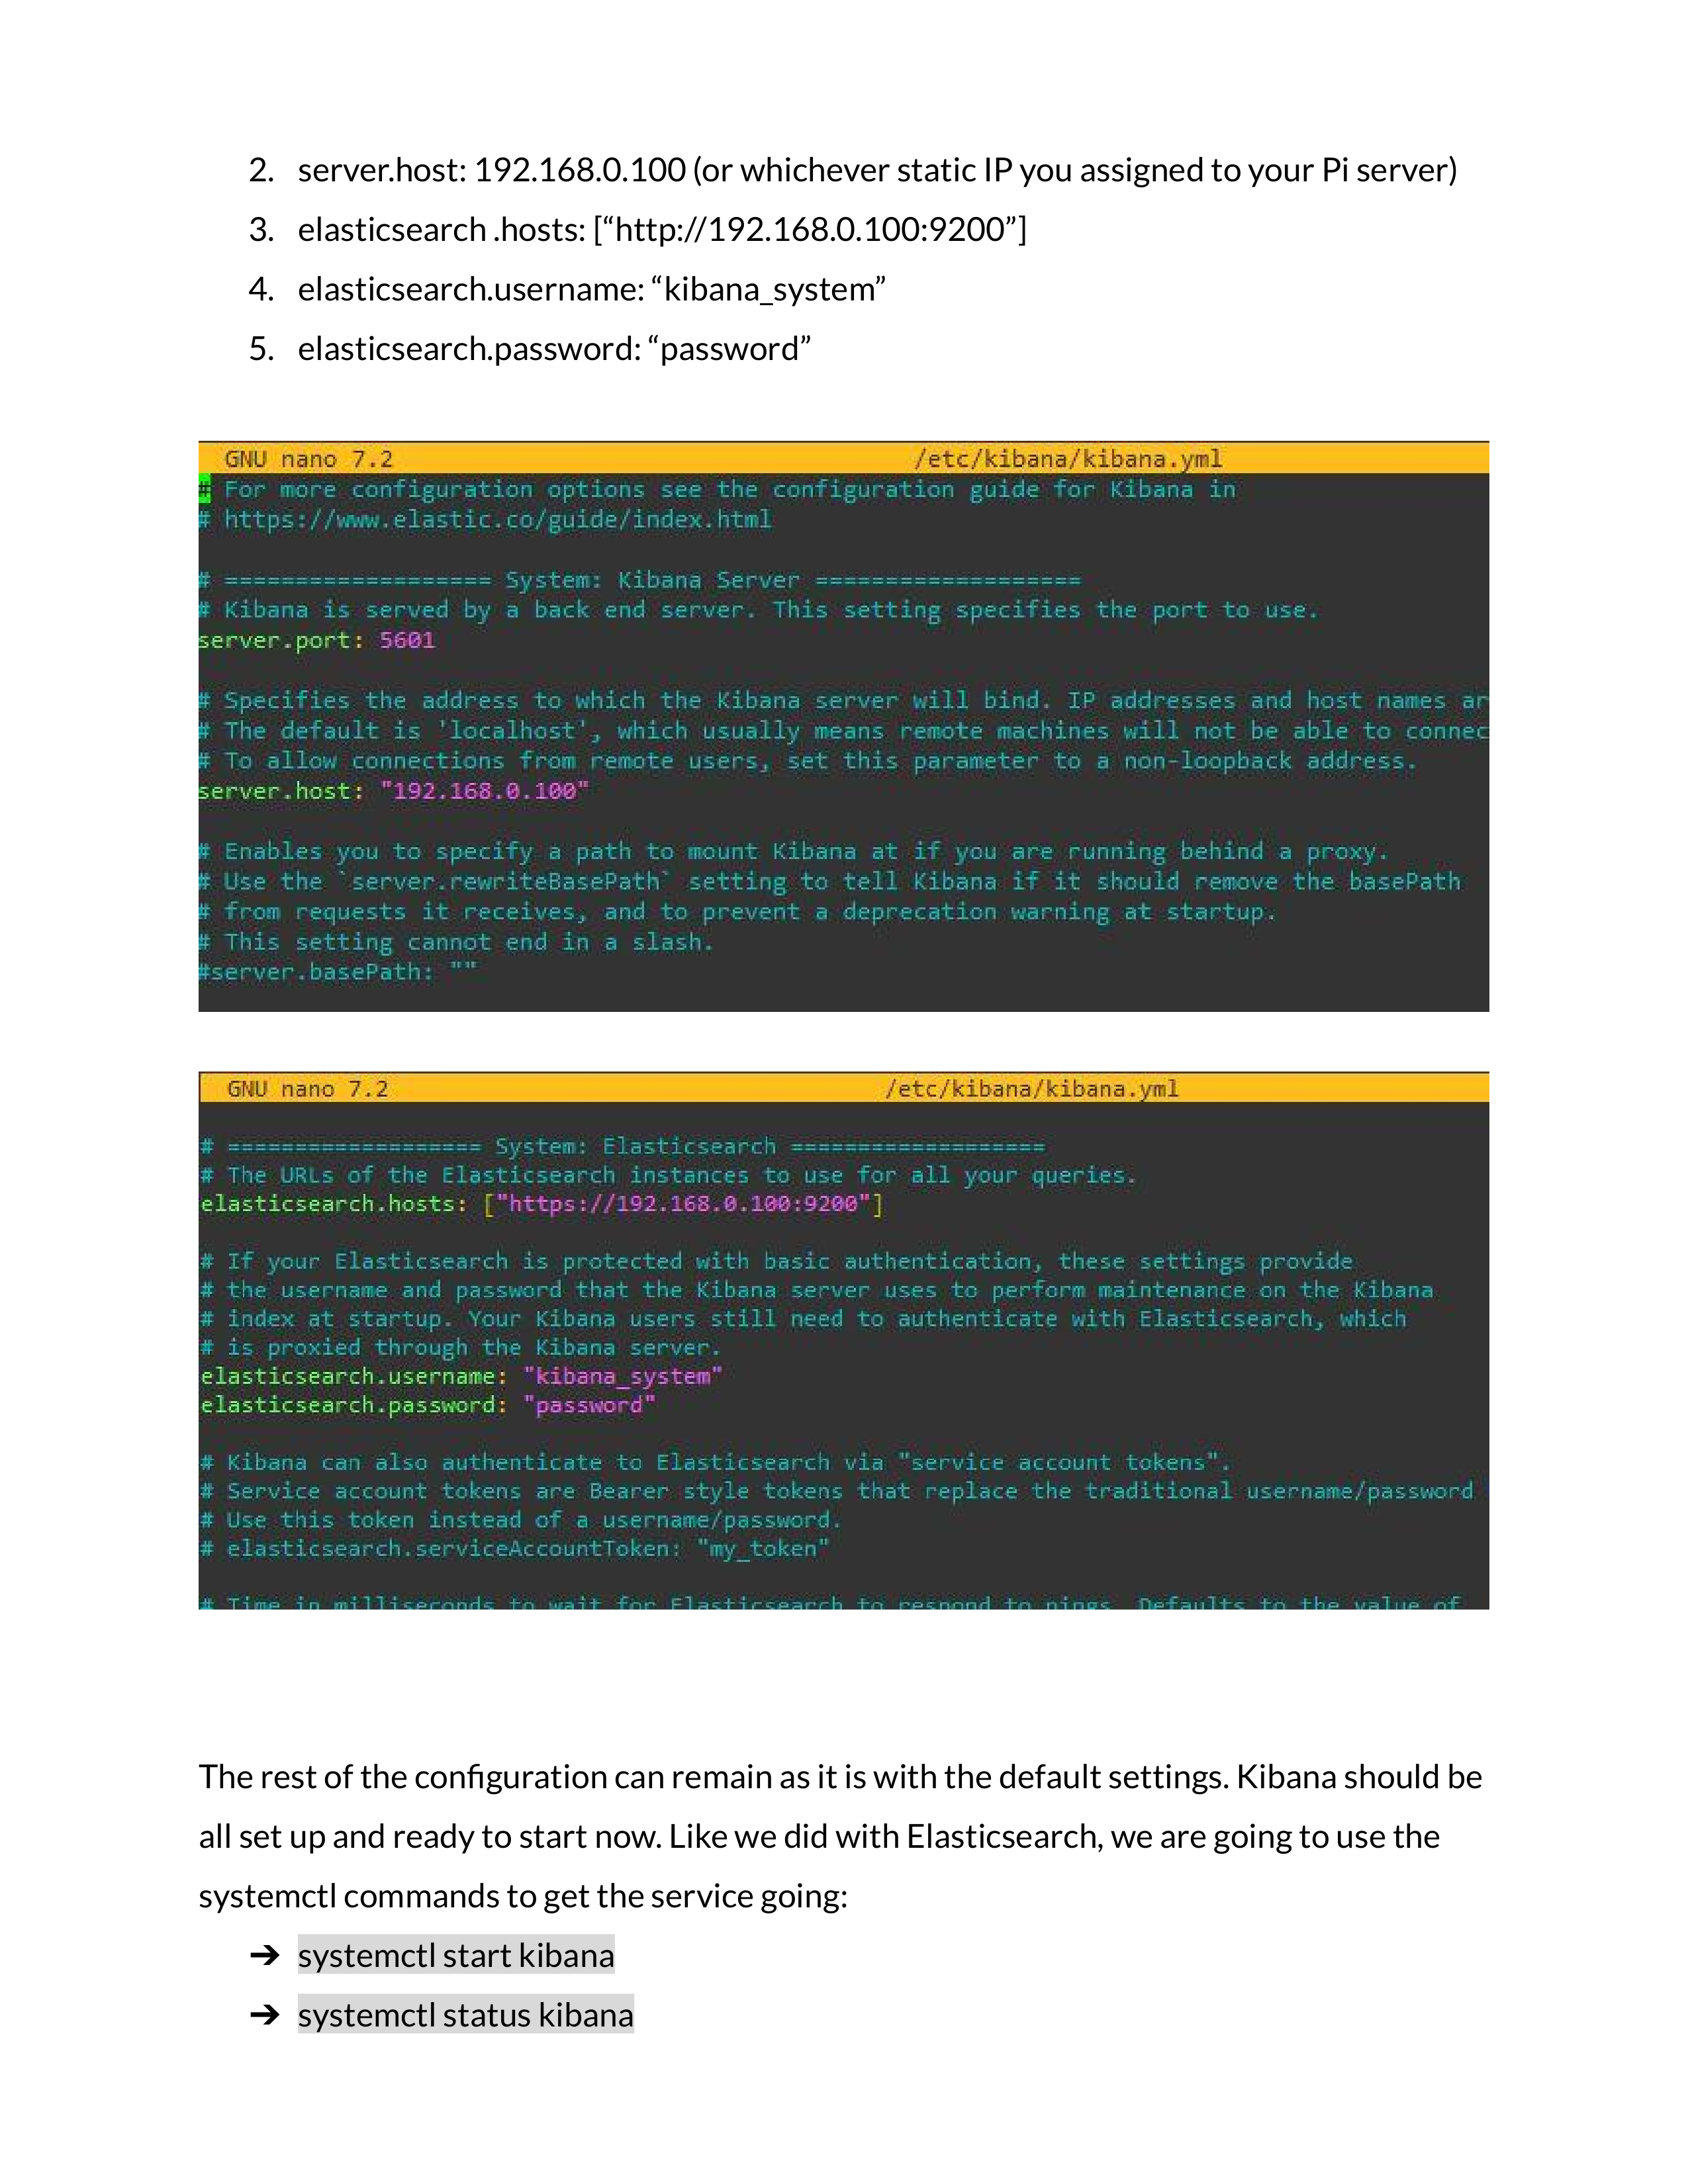 2. server.host: 192.168.0.100 (or whichever static IP you assigned to your Pi server)
3. elasticsearch .hosts: [“http://192.168.0.100:9200”]
4. elasticsearch.username: “kibana_system”
5. elasticsearch.password: “password”
GNU nano 7.2 /etc/kibana/kibana.yml
# For more configuration options see the configuration guide for Kibana in
# https://www.elastic.co/guide/index.html
# =================== System: Kibana Server ===================
# Kibana is served by a back end server. This setting specifies the port to use.
server.port: 5601
# Specifies the address to which the Kibana server will bind. IP addresses and host names ar
# The default is 'localhost', which usually means remote machines will not be able to connec
# To allow connections from remote users, set this parameter to a non-loopback address.
server.host: "192.168.0.100"
# Enables you to specify a path to mount Kibana at if you are running behind a proxy.
# Use the `server.rewriteBasePath` setting to tell Kibana if it should remove the basePath
# from requests it receives, and to prevent a deprecation warning at startup.
# This setting cannot end in a slash.
#server.basePath: ""
GNU nano 7.2 /etc/kibana/kibana.yml
# =================== System: Elasticsearch ===================
# The URLs of the Elasticsearch instances to use for all your queries.
elasticsearch.hosts: ["https://192.168.0.100:9200"]
# If your Elasticsearch is protected with basic authentication, these settings provide
# the username and password that the Kibana server uses to perform maintenance on the Kibana
# index at startup. Your Kibana users still need to authenticate with Elasticsearch, which
# is proxied through the Kibana server.
elasticsearch.username: "kibana_system"
elasticsearch.password: "password"
# Kibana can also authenticate to Elasticsearch via "service account tokens".
# Service account tokens are Bearer style tokens that replace the traditional username/password
# Use this token instead of a username/password.
# elasticsearch.serviceAccountToken: "my_token"
# Time in milliseconds to wait for Elasticsearch to respond to pings. Defaults to the value of
The rest of the configuration can remain as it is with the default settings. Kibana should be
all set up and ready to start now. Like we did with Elasticsearch, we are going to use the
systemctl commands to get the service going:
➔ systemctl start kibana
➔ systemctl status kibana